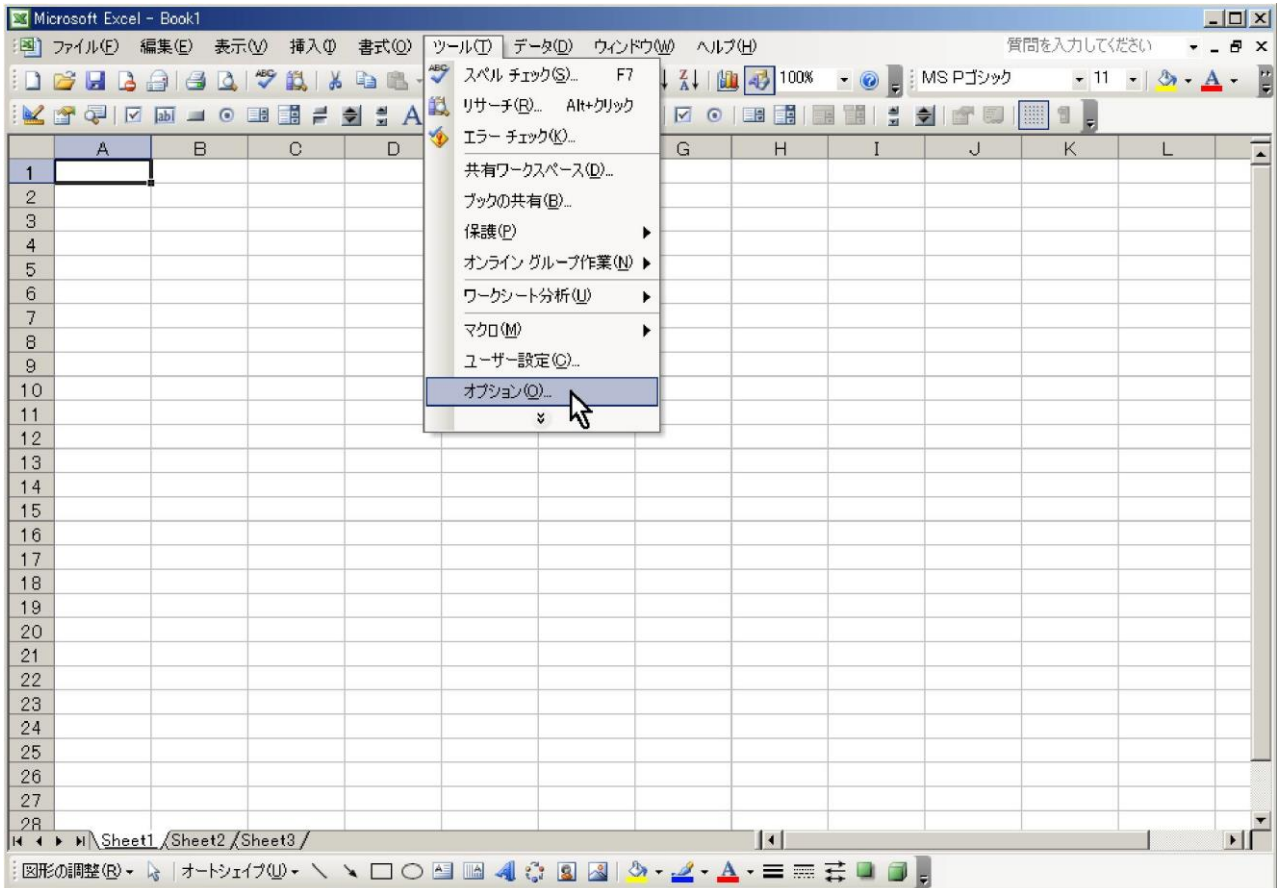 Microsoft Excel - Book1
ファイル(F) 編集(E) 表示(V) 挿入(I) 書式(O) ツール(T) データ(D) ウィンドウ(W) ヘルプ(H) 質問を入力してください
100% MS Pゴシック 11
スペル チェック(S)... F7
リサーチ(R)... Alt+クリック
エラー チェック(K)...
共有ワークスペース(D)...
ブックの共有(B)...
保護(P)
オンライン グループ作業(N)
ワークシート分析(U)
マクロ(M)
ユーザー設定(C)...
オプション(O)...
A B C D G H I J K L
1
2
3
4
5
6
7
8
9
10
11
12
13
14
15
16
17
18
19
20
21
22
23
24
25
26
27
28
Sheet1 Sheet2 Sheet3
図形の調整(R) オートシェイプ(U)